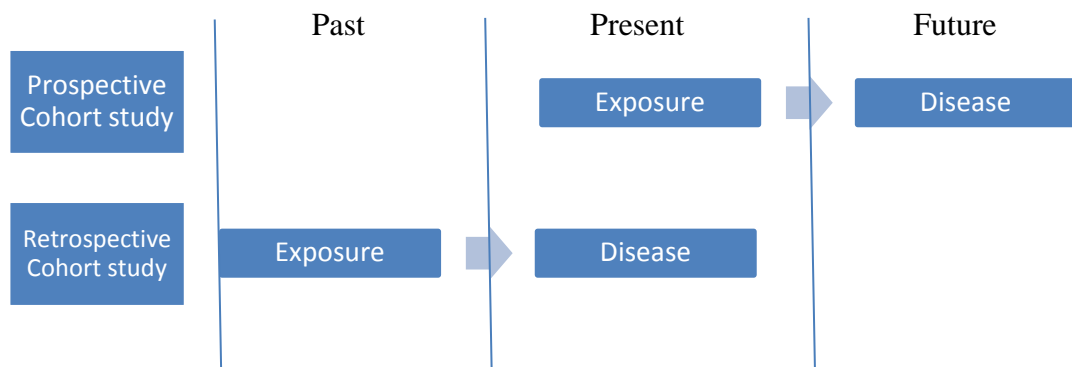 Past
Present
Future
Prospective
Cohort study
Exposure
Disease
Retrospective
Cohort study
Exposure
Disease